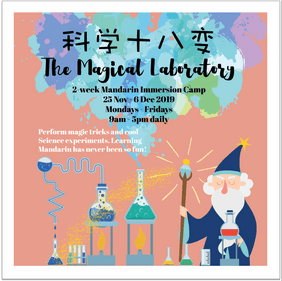 科学十八变
The Magical Laboratory
2-week Mandarin Immersion Camp
25 Nov - 6 Dec 2019
Mondays - Fridays
9am - 5pm daily
Perform magic tricks and cool
Science experiments. Learning
Mandarin has never been so fun!